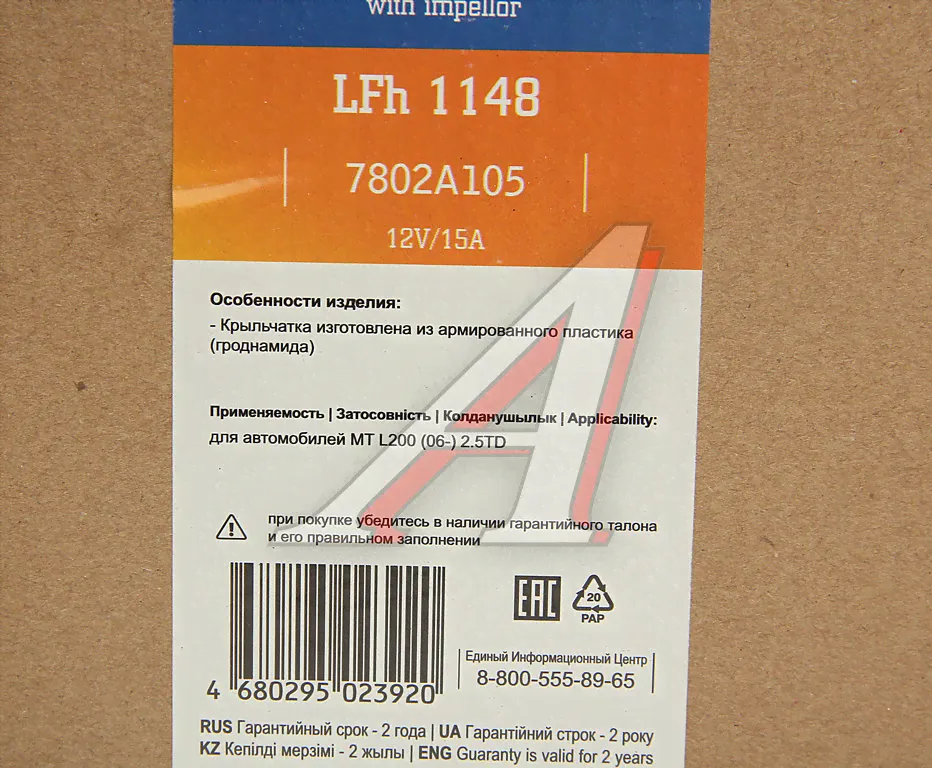 with impellor
LFh 1148
7802A105
12V/15A
Особенности изделия:
- Крыльчатка изготовлена из армированного пластика
(гроднамида)
Применяемость | Затосовність | Колданушылык | Applicability:
для автомобилей MT L200 (06-) 2.5TD
при покупке убедитесь в наличии гарантийного талона
и его правильном заполнении
EAC
20
PAP
Единый Информационный Центр
8-800-555-89-65
4 680295 023920
RUS Гарантийный срок - 2 года | UA Гарантійний строк - 2 року
KZ Кепілді мерзімі - 2 жылы | ENG Guaranty is valid for 2 years